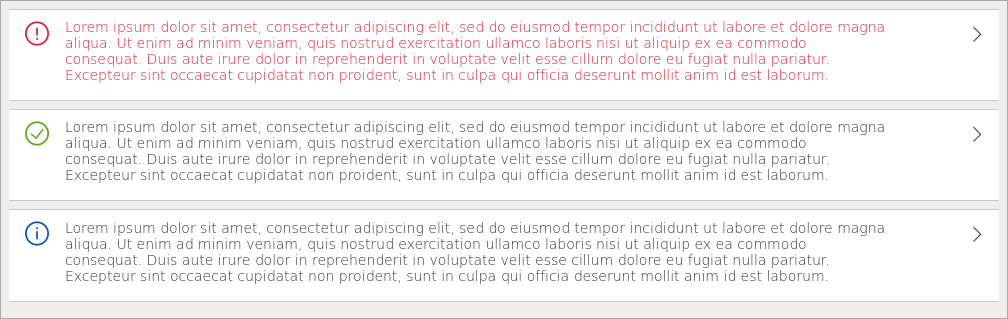 Lorem ipsum dolor sit amet, consectetur adipiscing elit, sed do eiusmod tempor incididunt ut labore et dolore magna
aliqua. Ut enim ad minim veniam, quis nostrud exercitation ullamco laboris nisi ut aliquip ex ea commodo
consequat. Duis aute irure dolor in reprehenderit in voluptate velit esse cillum dolore eu fugiat nulla pariatur.
Excepteur sint occaecat cupidatat non proident, sunt in culpa qui officia deserunt mollit anim id est laborum.
Lorem ipsum dolor sit amet, consectetur adipiscing elit, sed do eiusmod tempor incididunt ut labore et dolore magna
aliqua. Ut enim ad minim veniam, quis nostrud exercitation ullamco laboris nisi ut aliquip ex ea commodo
consequat. Duis aute irure dolor in reprehenderit in voluptate velit esse cillum dolore eu fugiat nulla pariatur.
Excepteur sint occaecat cupidatat non proident, sunt in culpa qui officia deserunt mollit anim id est laborum.
Lorem ipsum dolor sit amet, consectetur adipiscing elit, sed do eiusmod tempor incididunt ut labore et dolore magna
aliqua. Ut enim ad minim veniam, quis nostrud exercitation ullamco laboris nisi ut aliquip ex ea commodo
consequat. Duis aute irure dolor in reprehenderit in voluptate velit esse cillum dolore eu fugiat nulla pariatur.
Excepteur sint occaecat cupidatat non proident, sunt in culpa qui officia deserunt mollit anim id est laborum.